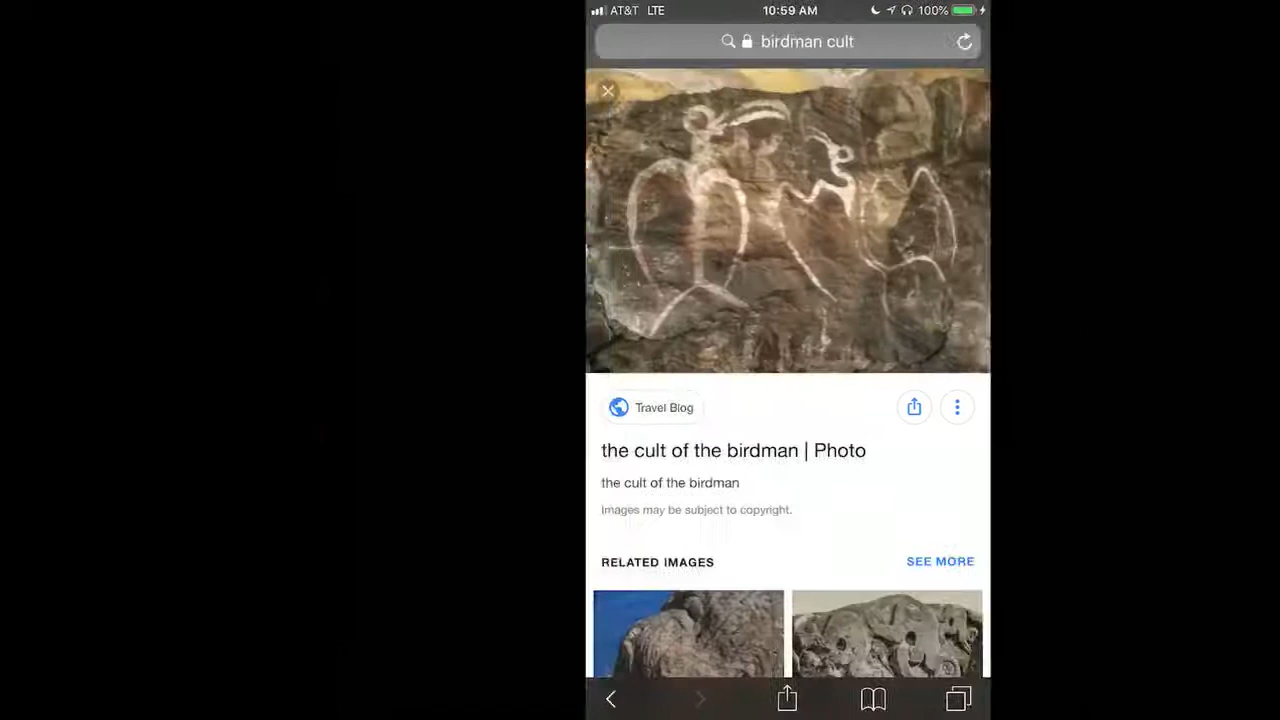 AT&T LTE 10:59 AM 100%
birdman cult
Travel Blog
the cult of the birdman | Photo
the cult of the birdman
Images may be subject to copyright.
RELATED IMAGES SEE MORE